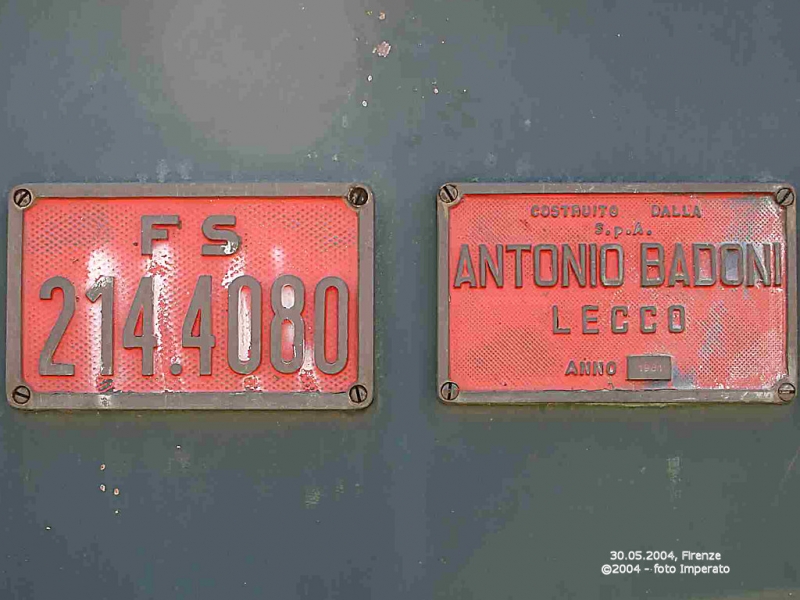 FS
214.4080
COSTRUITO DALLA
S.p.A.
ANTONIO BADONI
LECCO
ANNO
30.05.2004, Firenze
©2004 - foto Imperato